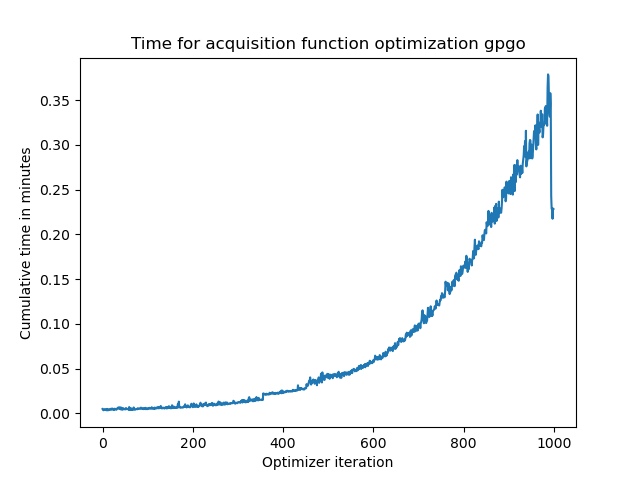 Time for acquisition function optimization gpgo
Cumulative time in minutes
0.35
0.30
0.25
0.20
0.15
0.10
0.05
0.00
0 200 400 600 800 1000
Optimizer iteration